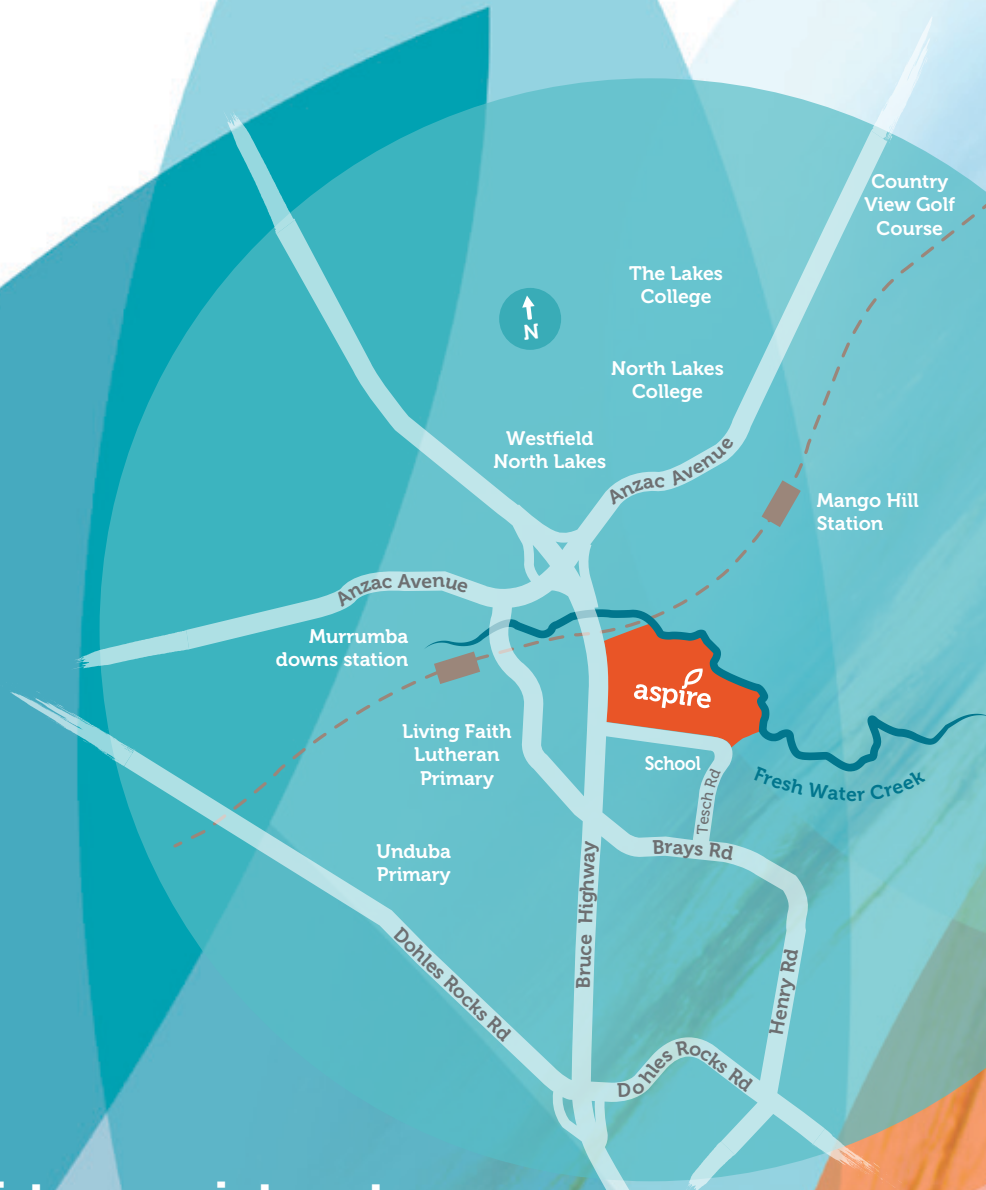 Country
View Golf
Course
The Lakes
College
N
North Lakes
College
Westfield
North Lakes
Anzac Avenue
Mango Hill
Station
Anzac Avenue
Murrumba
downs station
aspire
Living Faith
Lutheran
Primary
School
Tesch Rd
Fresh Water Creek
Brays Rd
Unduba
Primary
Bruce Highway
Dohles Rocks Rd
Henry Rd
Dohles Rocks Rd